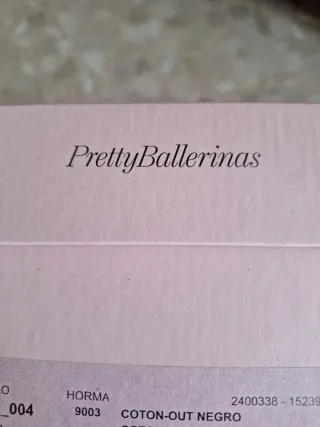 PrettyBallerinas
HORMA
2400338 - 15239
_004
9003 COTON-OUT NEGRO